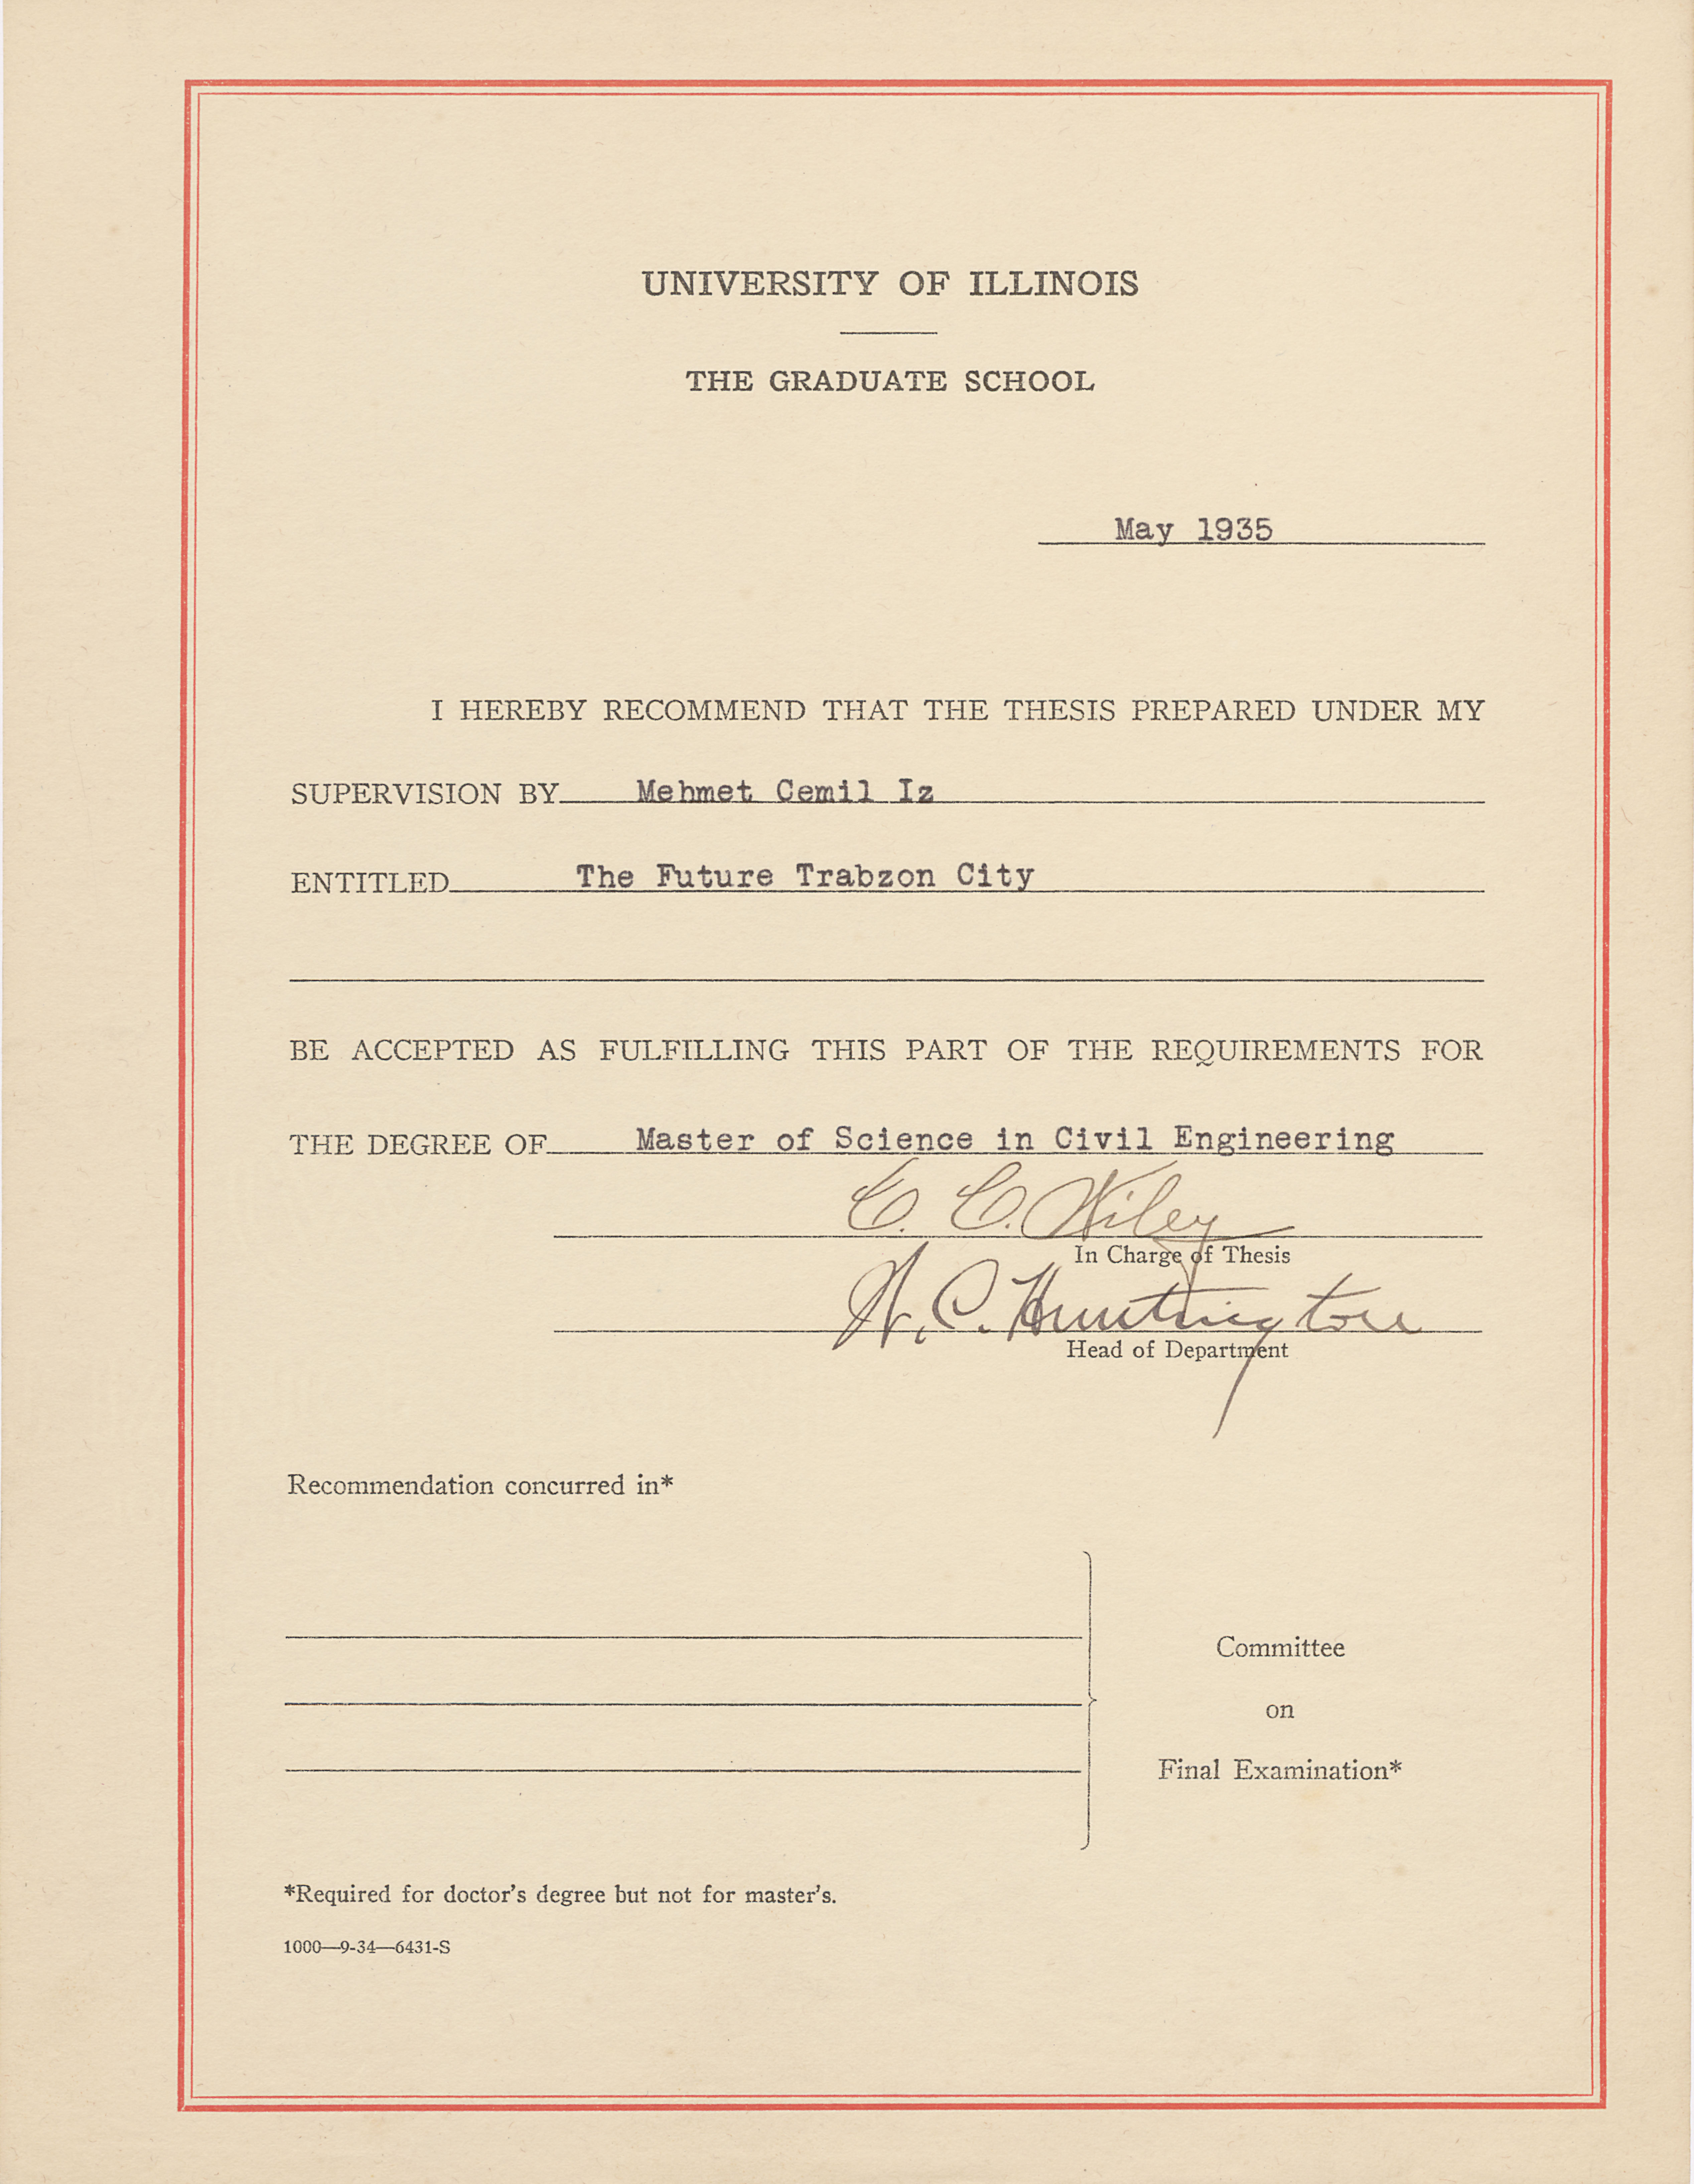 UNIVERSITY OF ILLINOIS
THE GRADUATE SCHOOL
May 1935
I HEREBY RECOMMEND THAT THE THESIS PREPARED UNDER MY
SUPERVISION BY Mehmet Cemil Iz
ENTITLED The Future Trabzon City
BE ACCEPTED AS FULFILLING THIS PART OF THE REQUIREMENTS FOR
THE DEGREE OF Master of Science in Civil Engineering
C. C. Wiley
In Charge of Thesis
W. C. Huntington
Head of Department
Recommendation concurred in*
Committee
on
Final Examination*
*Required for doctor's degree but not for master's.
1000—9-34—6431-S